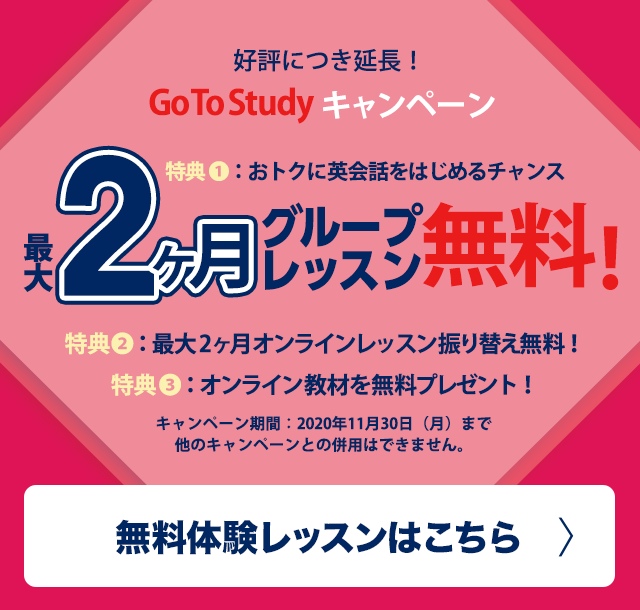 好評につき延長！
Go To Study キャンペーン
特典❶：おトクに英会話をはじめるチャンス
最大2ヶ月グループレッスン無料！
特典❷：最大2ヶ月オンラインレッスン振り替え無料！
特典❸：オンライン教材を無料プレゼント！
キャンペーン期間：2020年11月30日（月）まで
他のキャンペーンとの併用はできません。
無料体験レッスンはこちら 〉